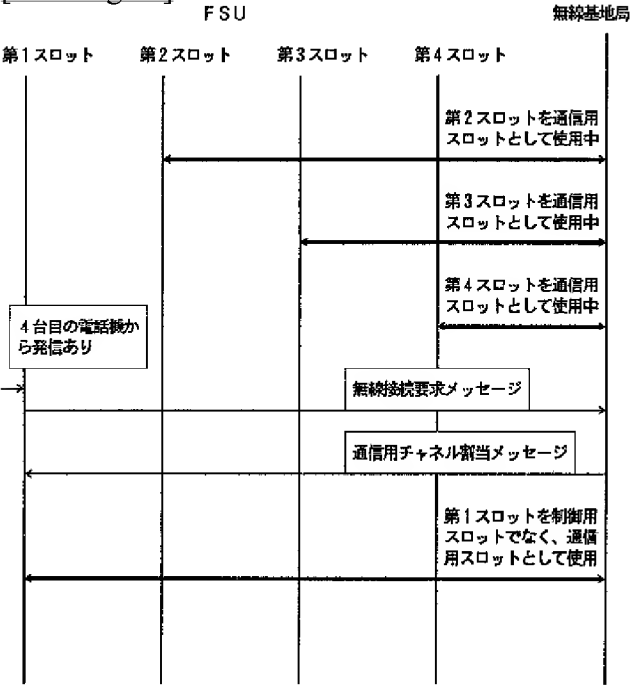 FSU
無線基地局
第1スロット
第2スロット
第3スロット
第4スロット
第2スロットを通信用
スロットとして使用中
第3スロットを通信用
スロットとして使用中
第4スロットを通信用
スロットとして使用中
4台目の電話機か
ら発信あり
無線接続要求メッセージ
通信用チャネル割当メッセージ
第1スロットを制御用
スロットでなく、通信
用スロットとして使用